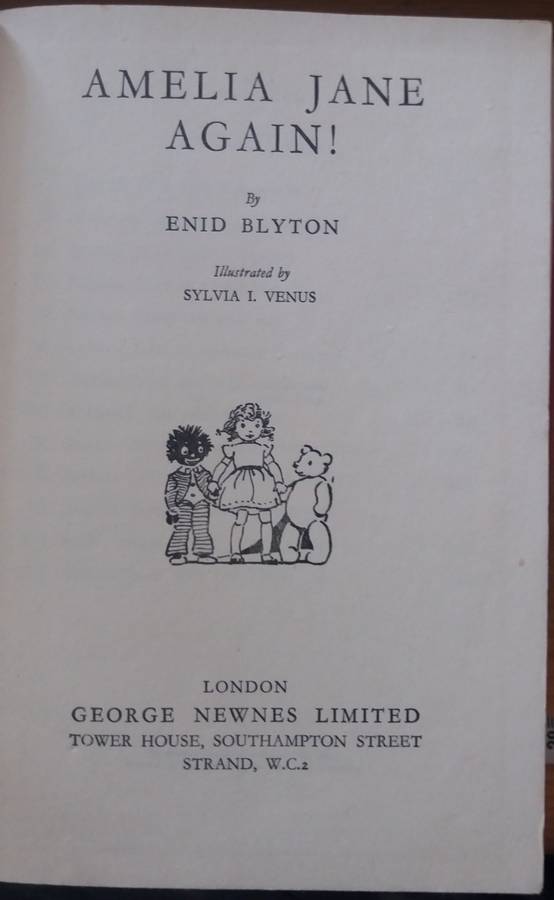 AMELIA JANE
AGAIN!
By
ENID BLYTON
Illustrated by
SYLVIA I. VENUS
LONDON
GEORGE NEWNES LIMITED
TOWER HOUSE, SOUTHAMPTON STREET
STRAND, W.C.2